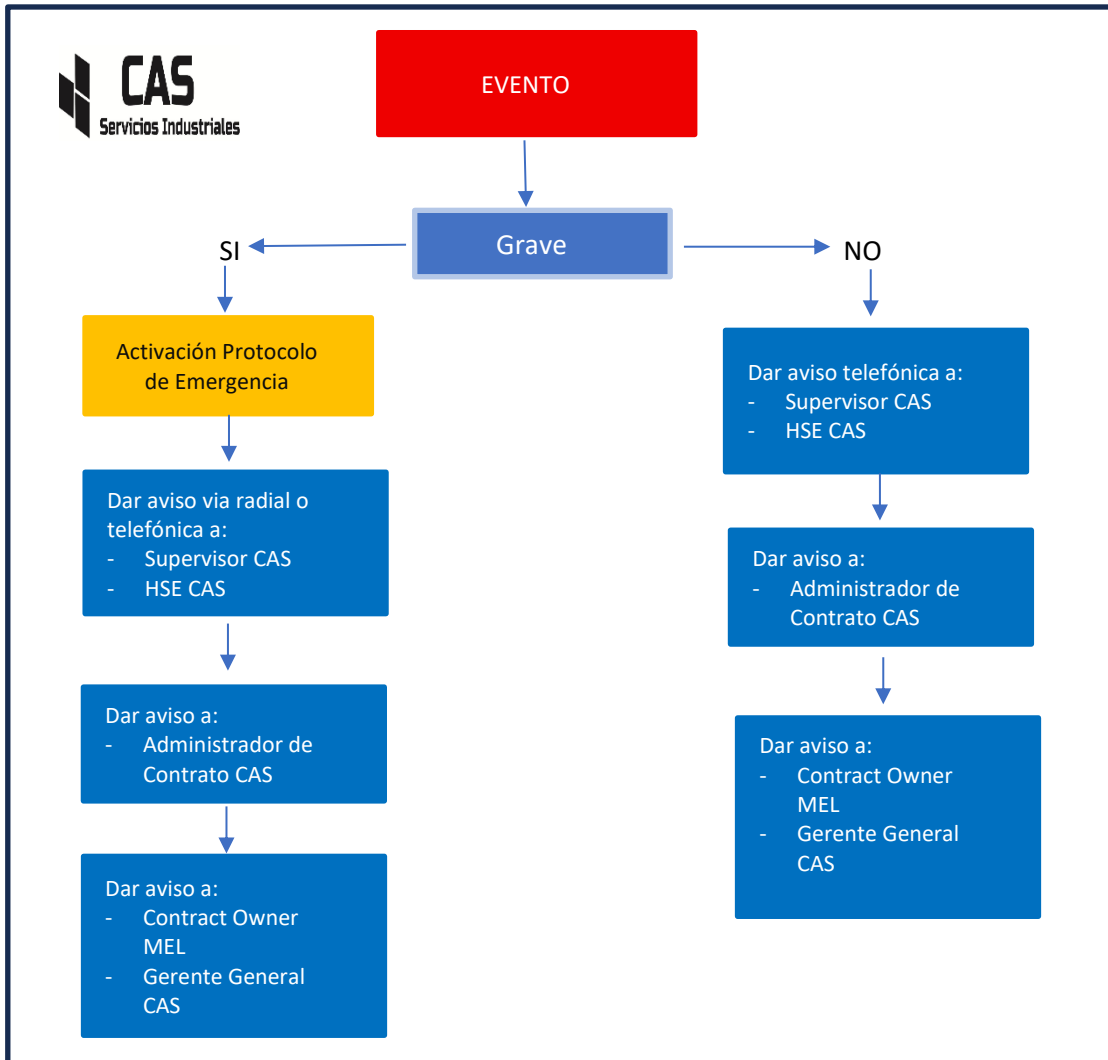 CAS
Servicios Industriales
EVENTO
Grave
SI
NO
Activación Protocolo
de Emergencia
Dar aviso via radial o
telefónica a:
- Supervisor CAS
- HSE CAS
Dar aviso a:
- Administrador de
Contrato CAS
Dar aviso a:
- Contract Owner
MEL
- Gerente General
CAS
Dar aviso telefónica a:
- Supervisor CAS
- HSE CAS
Dar aviso a:
- Administrador de
Contrato CAS
Dar aviso a:
- Contract Owner
MEL
- Gerente General
CAS